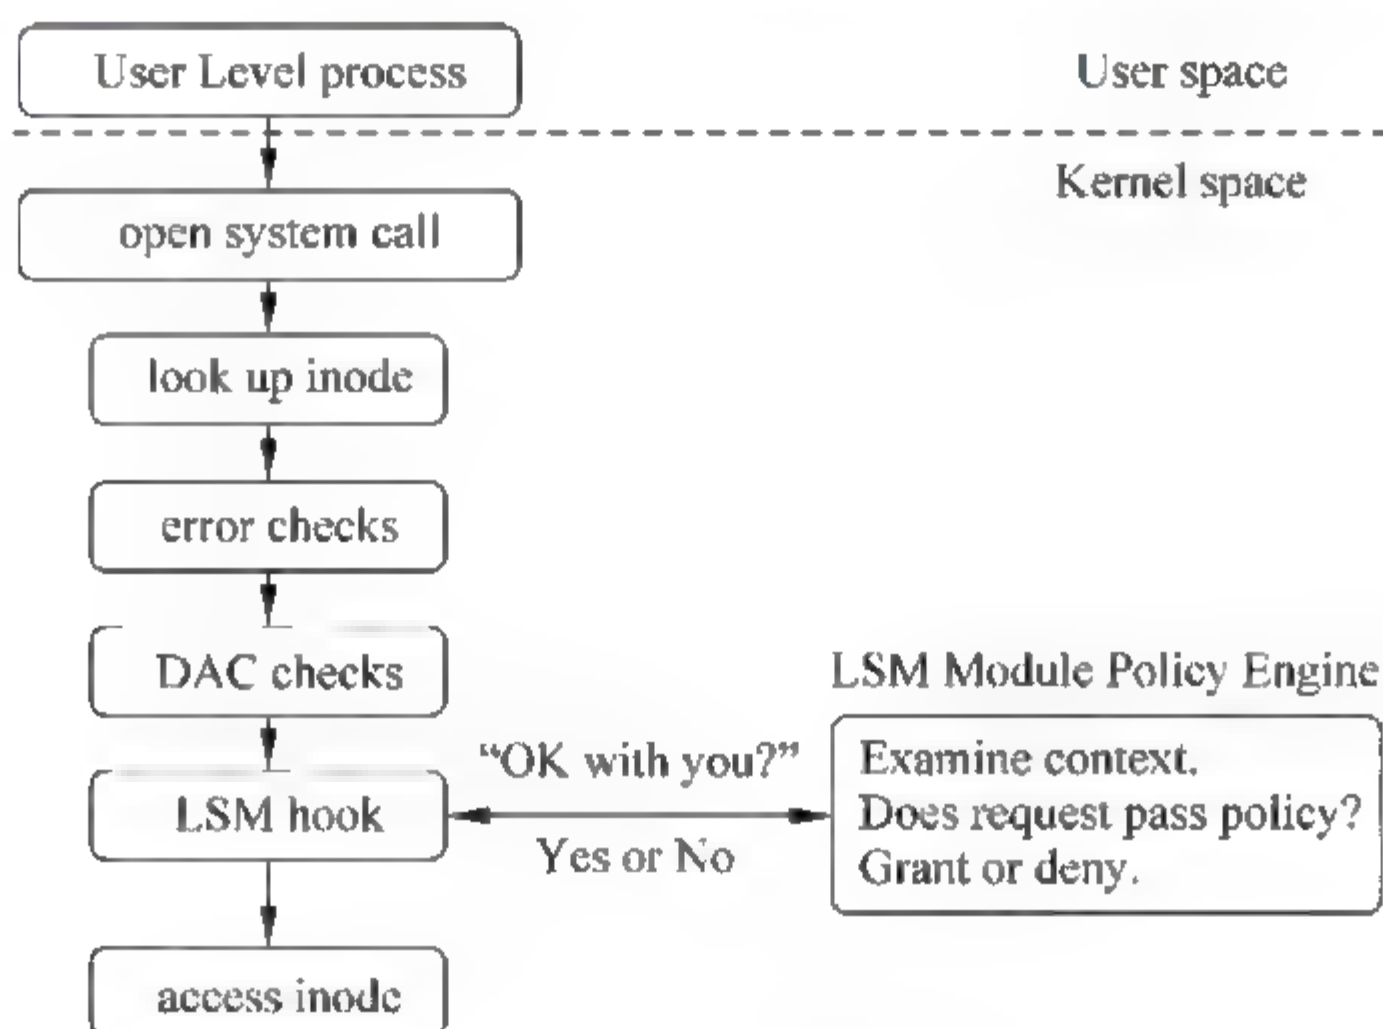 User Level process
User space
Kernel space
open system call
look up inode
error checks
DAC checks
LSM Module Policy Engine
LSM hook
“OK with you?”
Yes or No
Examine context.
Does request pass policy?
Grant or deny.
access inode